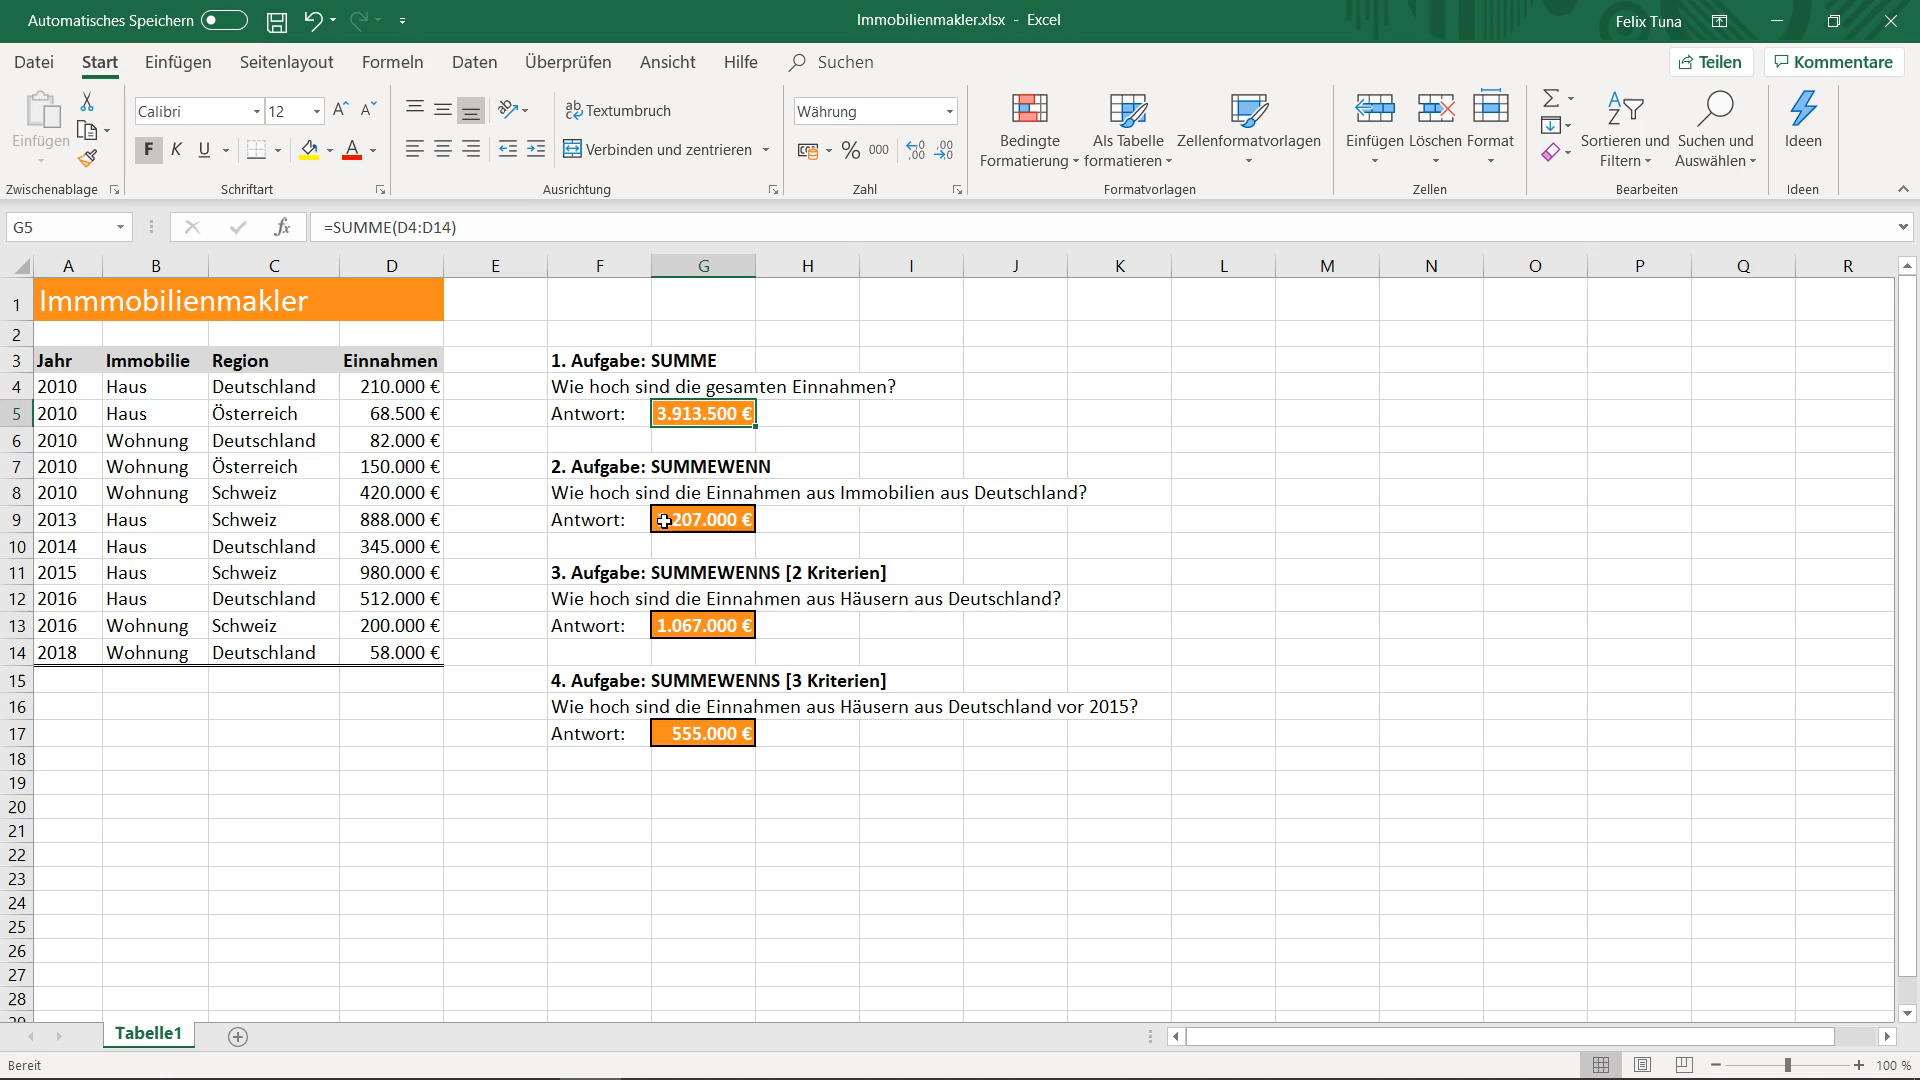 Automatisches Speichern
Immobilienmakler.xlsx - Excel
Felix Tuna
Datei Start Einfügen Seitenlayout Formeln Daten Überprüfen Ansicht Hilfe Suchen Teilen Kommentare
Einfügen
Zwischenablage
Calibri 12
F K U
Schriftart
Textumbruch
Verbinden und zentrieren
Ausrichtung
Währung
% 000
Zahl
Bedingte Formatierung
Als Tabelle formatieren
Zellenformatvorlagen
Formatvorlagen
Einfügen Löschen Format
Zellen
Sortieren und Filtern
Suchen und Auswählen
Bearbeiten
Ideen
Ideen
G5 fx =SUMME(D4:D14)
A B C D E F G H I J K L M N O P Q R
1 Immmobilienmakler
2
3 Jahr Immobilie Region Einnahmen 1. Aufgabe: SUMME
4 2010 Haus Deutschland 210.000 € Wie hoch sind die gesamten Einnahmen?
5 2010 Haus Österreich 68.500 € Antwort: 3.913.500 €
6 2010 Wohnung Deutschland 82.000 €
7 2010 Wohnung Österreich 150.000 € 2. Aufgabe: SUMMEWENN
8 2010 Wohnung Schweiz 420.000 € Wie hoch sind die Einnahmen aus Immobilien aus Deutschland?
9 2013 Haus Schweiz 888.000 € Antwort: 207.000 €
10 2014 Haus Deutschland 345.000 €
11 2015 Haus Schweiz 980.000 € 3. Aufgabe: SUMMEWENNS [2 Kriterien]
12 2016 Haus Deutschland 512.000 € Wie hoch sind die Einnahmen aus Häusern aus Deutschland?
13 2016 Wohnung Schweiz 200.000 € Antwort: 1.067.000 €
14 2018 Wohnung Deutschland 58.000 €
15 4. Aufgabe: SUMMEWENNS [3 Kriterien]
16 Wie hoch sind die Einnahmen aus Häusern aus Deutschland vor 2015?
17 Antwort: 555.000 €
18
19
20
21
22
23
24
25
26
27
28
Tabelle1
Bereit
100 %